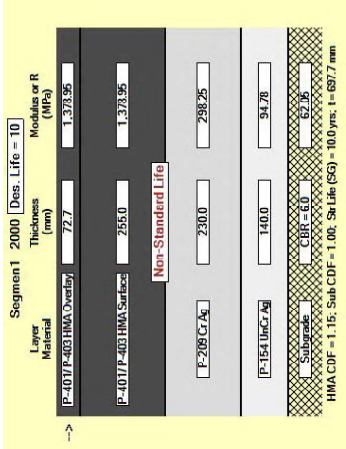 Segment1 2000 Des. Life = 10
Layer Material Thickness (mm) Modulus or R (MPa)
--> P-401/ P-403 HMA Overlay 72.7 1,378.95
P-401/ P-403 HMA Surface 255.0 1,378.95
Non-Standard Life
P-209 Cr Ag 230.0 298.25
P-154 UnCr Ag 140.0 94.78
Subgrade CBR = 6.0 62.05
HMA CDF = 1.15; Sub CDF = 1.00; Str Life (SG) = 10.0 yrs; t = 697.7 mm